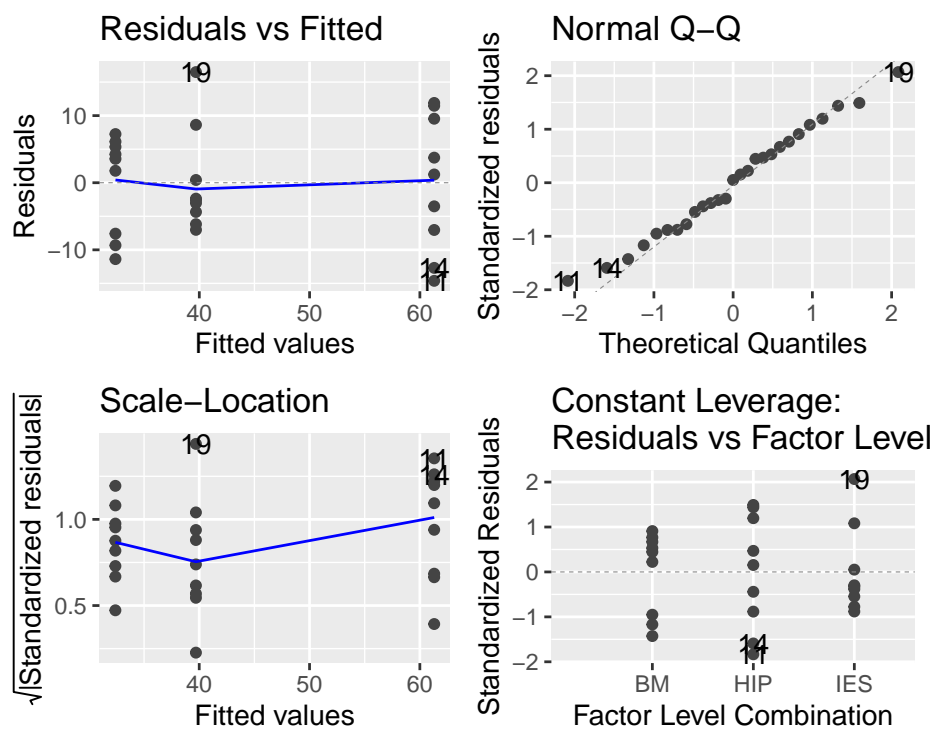 Residuals vs Fitted
19
14
11
10
0
−10
Residuals
40
50
60
Fitted values
Normal Q−Q
19
14
11
2
1
0
−1
−2
Standardized residuals
−2
−1
0
1
2
Theoretical Quantiles
Scale−Location
19
11
14
1.0
0.5
√|Standardized residuals|
40
50
60
Fitted values
Constant Leverage:
Residuals vs Factor Level
19
14
11
2
1
0
−1
−2
Standardized Residuals
BM
HIP
IES
Factor Level Combination